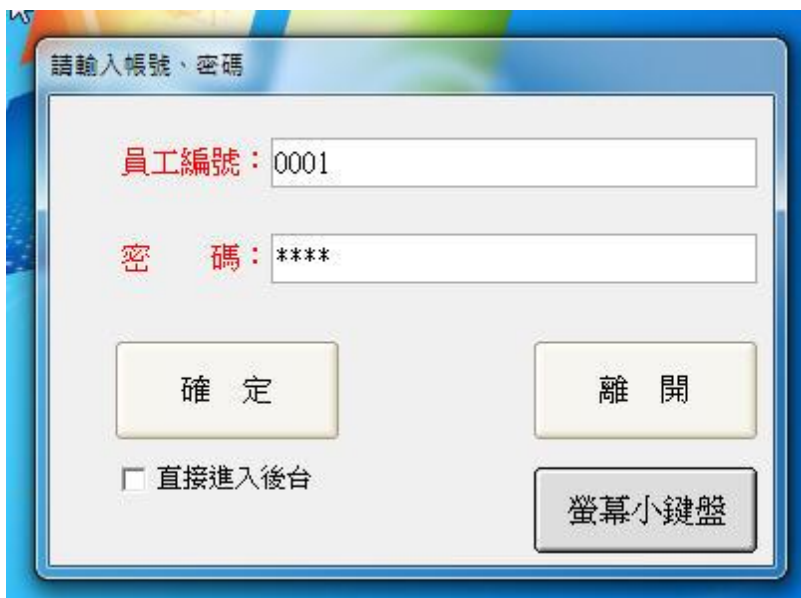 請輸入帳號、密碼
員工編號：0001
密　　碼：****
確　定
離　開
直接進入後台
螢幕小鍵盤